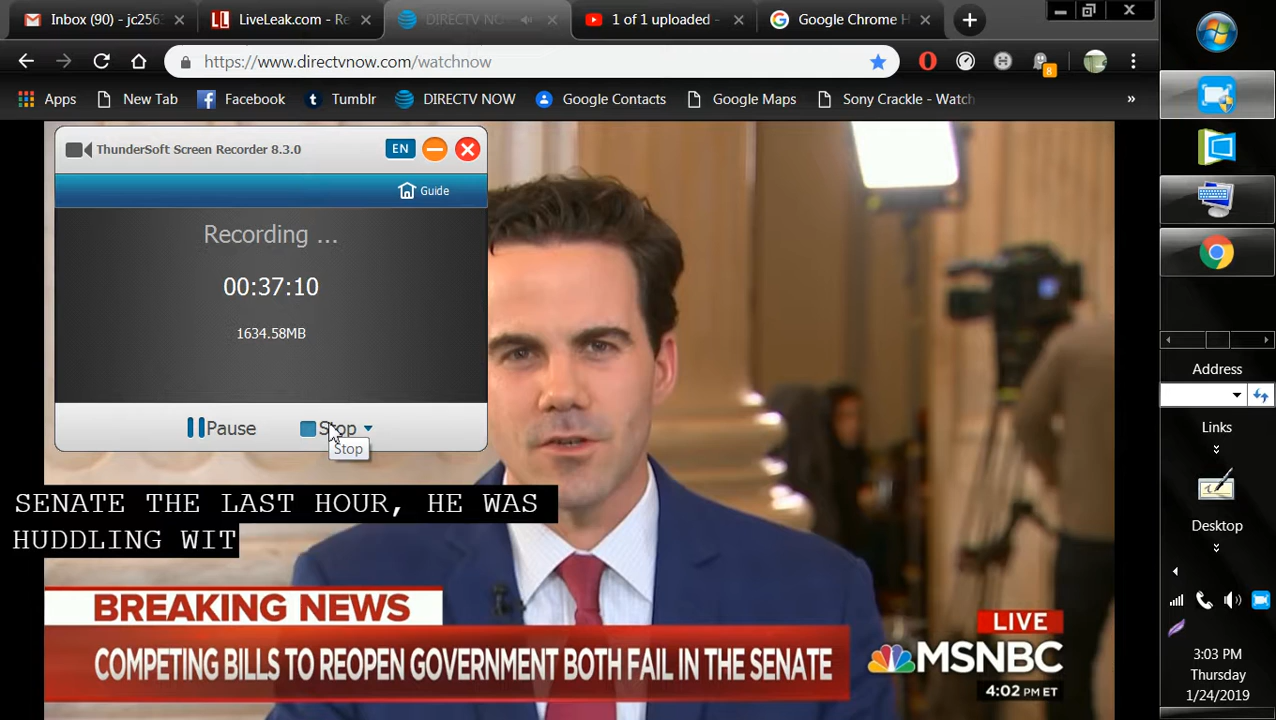 Inbox (90) - jc256
LiveLeak.com - Re
DIRECTV NOW
1 of 1 uploaded -
Google Chrome H
https://www.directvnow.com/watchnow
8
Apps
New Tab
Facebook
Tumblr
DIRECTV NOW
Google Contacts
Google Maps
Sony Crackle - Watch
»
ThunderSoft Screen Recorder 8.3.0
EN
Guide
Recording ...
00:37:10
1634.58MB
Pause
Stop
Stop
SENATE THE LAST HOUR, HE WAS
HUDDLING WIT
BREAKING NEWS
COMPETING BILLS TO REOPEN GOVERNMENT BOTH FAIL IN THE SENATE
LIVE
MSNBC
4:02 PM ET
Address
Links
Desktop
3:03 PM
Thursday
1/24/2019